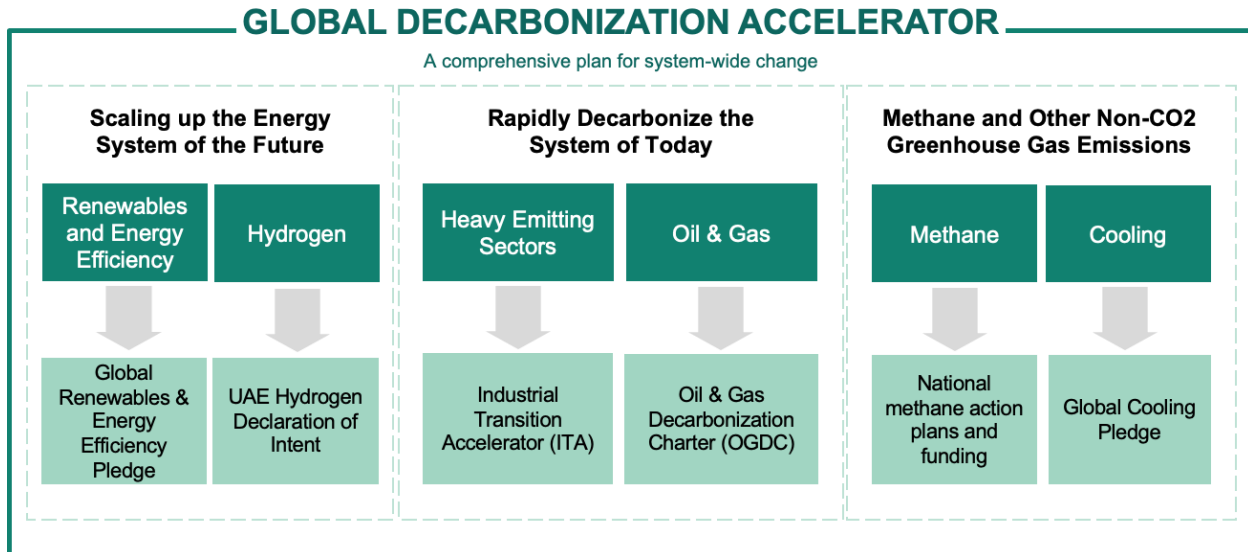 GLOBAL DECARBONIZATION ACCELERATOR
A comprehensive plan for system-wide change
Scaling up the Energy
System of the Future
Renewables
and Energy
Efficiency
Hydrogen
Global
Renewables &
Energy
Efficiency
Pledge
UAE Hydrogen
Declaration of
Intent
Rapidly Decarbonize the
System of Today
Heavy Emitting
Sectors
Oil & Gas
Industrial
Transition
Accelerator (ITA)
Oil & Gas
Decarbonization
Charter (OGDC)
Methane and Other Non-CO2
Greenhouse Gas Emissions
Methane
Cooling
National
methane action
plans and
funding
Global Cooling
Pledge